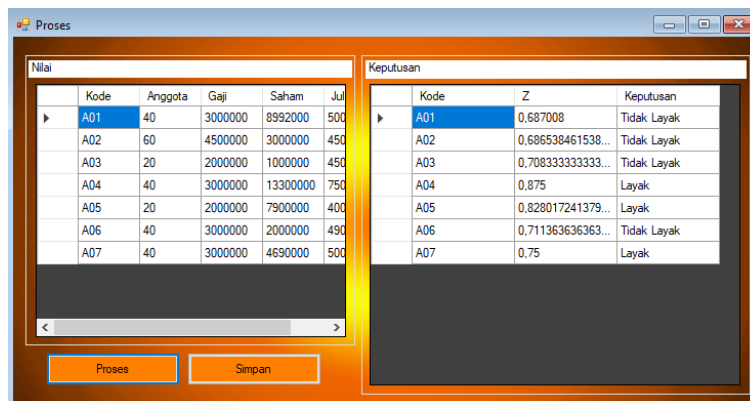 Proses
Nilai
Kode Anggota Gaji Saham Jul
A01 40 3000000 8992000 500
A02 60 4500000 3000000 450
A03 20 2000000 1000000 450
A04 40 3000000 13300000 750
A05 20 2000000 7900000 400
A06 40 3000000 2000000 490
A07 40 3000000 4690000 500
Proses Simpan
Keputusan
Kode Z Keputusan
A01 0,687008 Tidak Layak
A02 0,686538461538... Tidak Layak
A03 0,708333333333... Tidak Layak
A04 0,875 Layak
A05 0,828017241379... Layak
A06 0,711363636363... Tidak Layak
A07 0,75 Layak